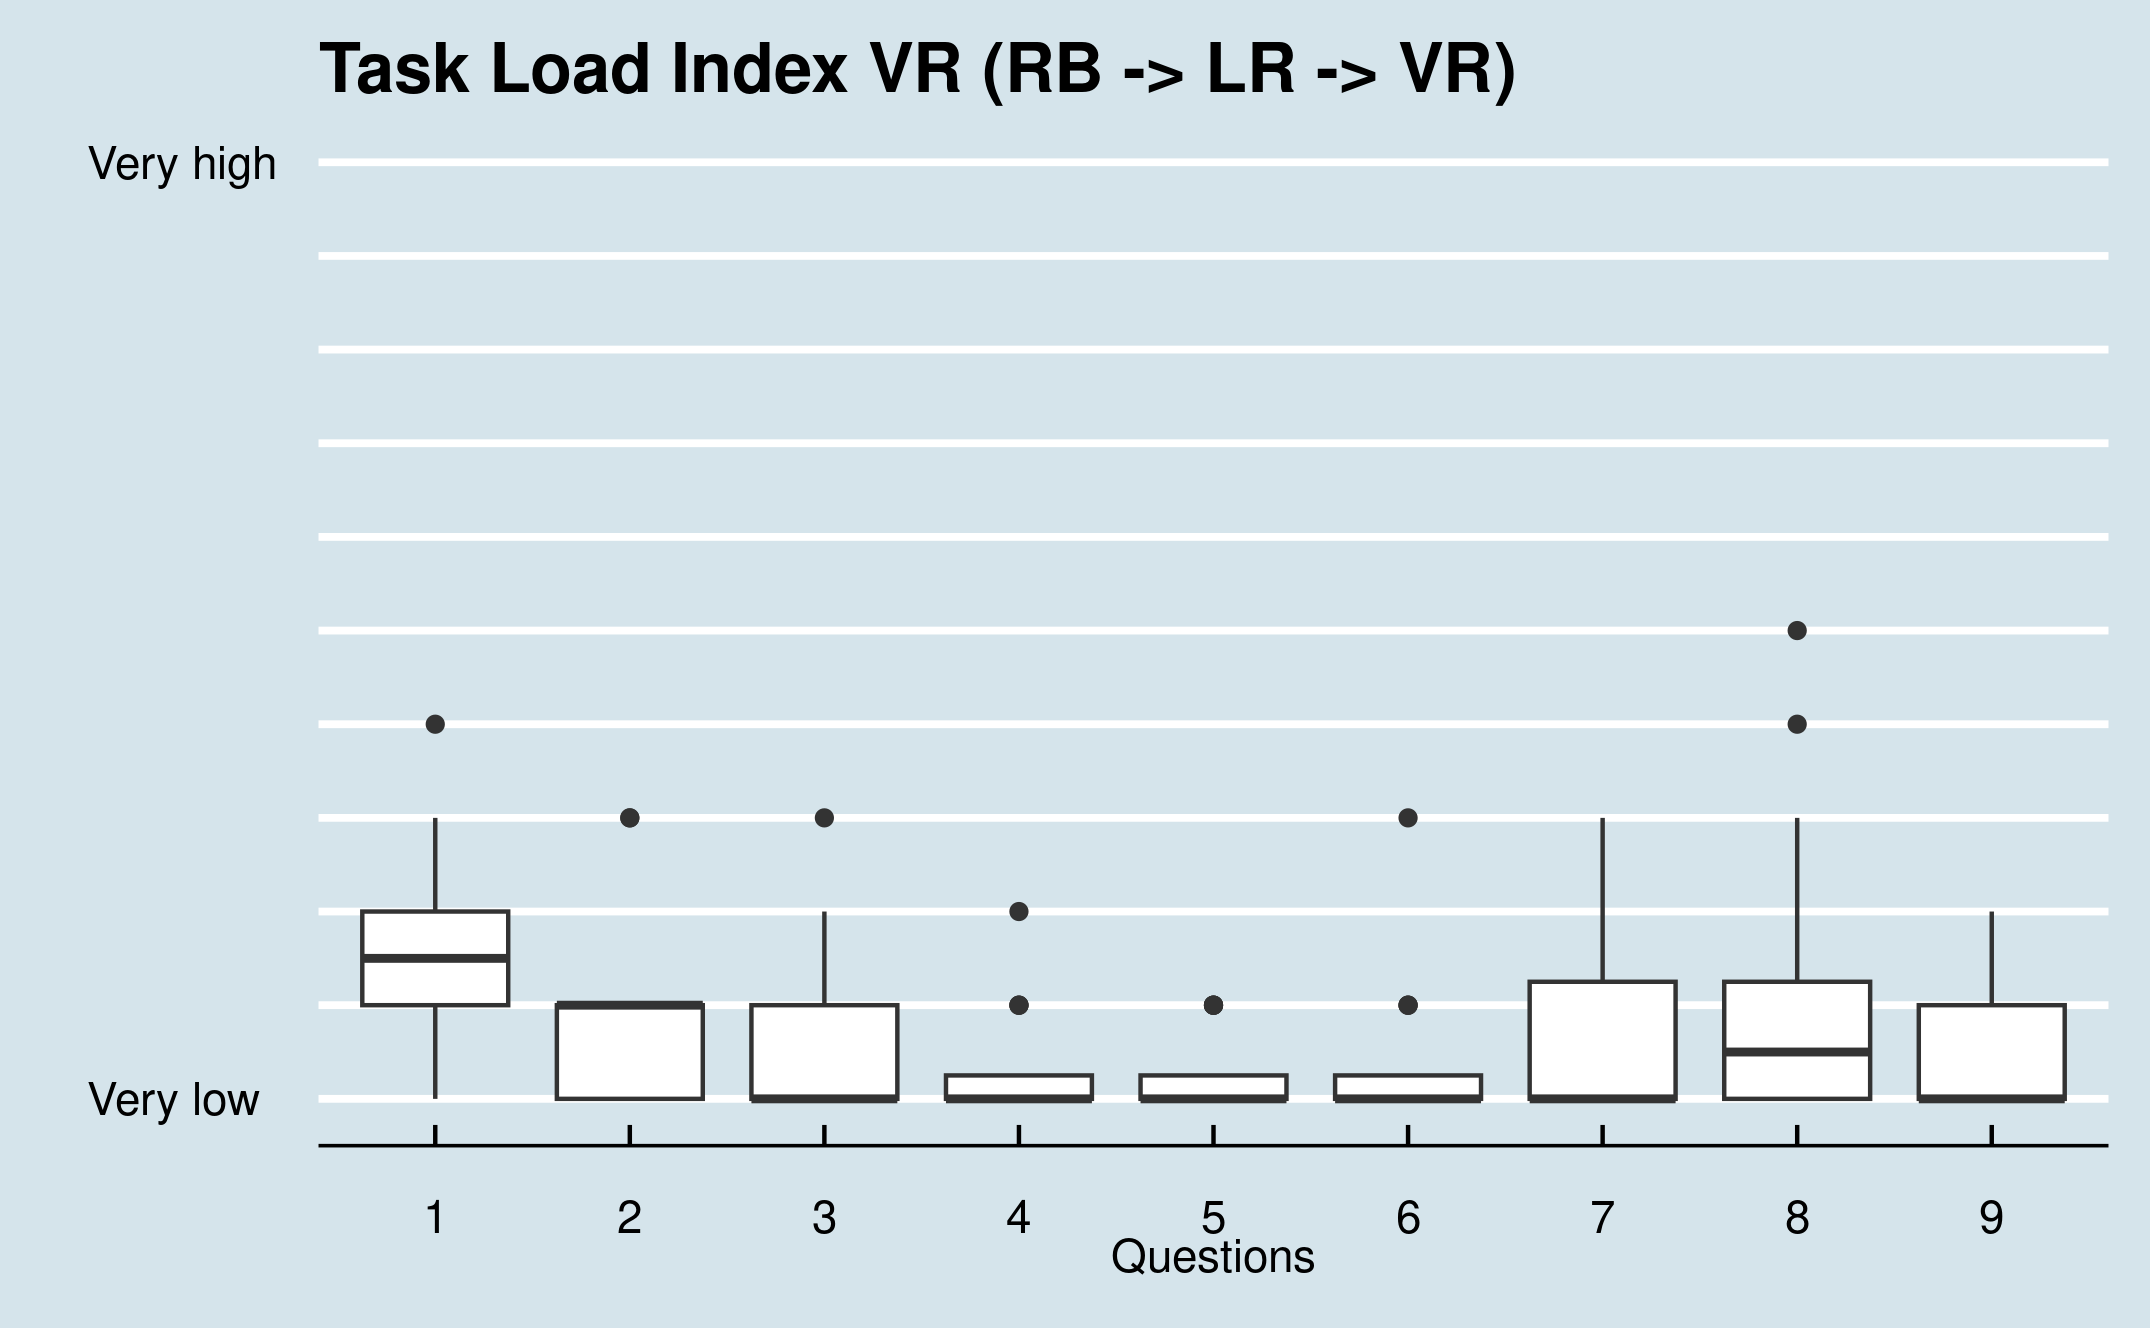 Task Load Index VR (RB -> LR -> VR)
Very high
Very low
1 2 3 4 5 6 7 8 9
Questions